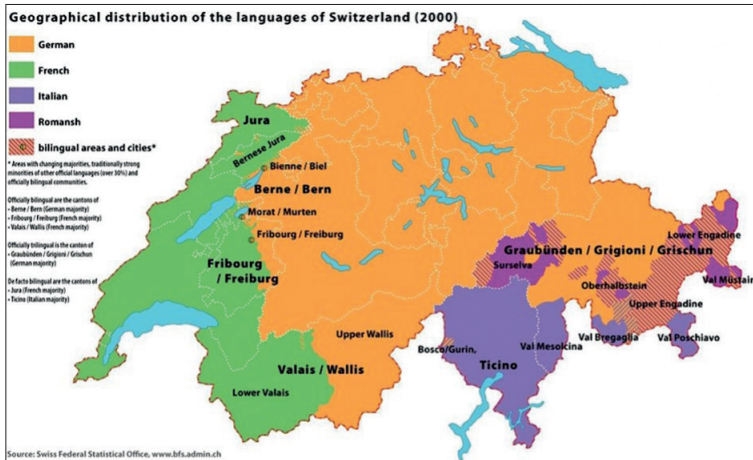 Geographical distribution of the languages of Switzerland (2000)
German
French
Italian
Romansh
© bilingual areas and cities*
* Areas with changing majorities, traditionally strong
minorities of other official languages (over 30%) and
officially bilingual communities.
Officially bilingual are the cantons of
• Berne / Bern (German majority)
• Fribourg / Freiburg (French majority)
• Valais / Wallis (French majority)
Officially trilingual is the canton of
• Graubünden / Grigioni / Grischun
(German majority)
De facto bilingual are the cantons of
• Jura (French majority)
• Ticino (Italian majority)
Jura
Bernese Jura
© Bienne / Biel
Berne / Bern
© Morat / Murten
© Fribourg / Freiburg
Fribourg
/ Freiburg
Lower Engadine
Graubünden / Grigioni / Grischun
Surselva
Val Müstair
Oberhalbstein
Upper Engadine
Upper Wallis
Val Bregaglia
Val Poschiavo
Bosco/Gurin,
Val Mesolcina
Ticino
Valais / Wallis
Lower Valais
Source: Swiss Federal Statistical Office, www.bfs.admin.ch